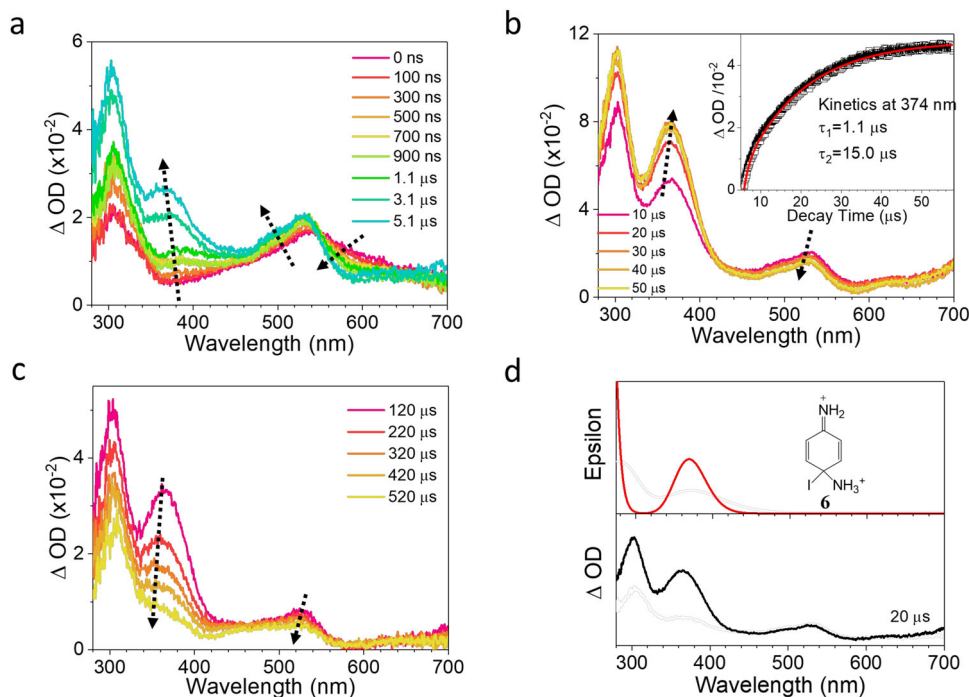 a
Δ OD (x10⁻²)
6
4
2
0
300
400
500
600
700
Wavelength (nm)
0 ns
100 ns
300 ns
500 ns
700 ns
900 ns
1.1 μs
3.1 μs
5.1 μs
b
Δ OD (x10⁻²)
12
8
4
0
300
400
500
600
700
Wavelength (nm)
10 μs
20 μs
30 μs
40 μs
50 μs
Δ OD /10⁻²
4
2
0
10
20
30
40
50
Decay Time (μs)
Kinetics at 374 nm
τ₁=1.1 μs
τ₂=15.0 μs
c
Δ OD (x10⁻²)
4
2
0
300
400
500
600
700
Wavelength (nm)
120 μs
220 μs
320 μs
420 μs
520 μs
d
300
400
500
600
700
Epsilon
+
NH₂
I
NH₃⁺
6
Δ OD
20 μs
300
400
500
600
700
Wavelength (nm)